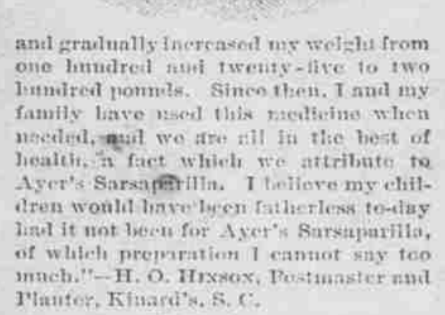 and gradually increased my weight from
one hundred and twenty-five to two
hundred pounds. Since then, I and my
family have used this medicine when
needed, and we are all in the best of
health, a fact which we attribute to
Ayer's Sarsaparilla. I believe my chil-
dren would have been fatherless to-day
had it not been for Ayer's Sarsaparilla,
of which preparation I cannot say too
much."—H. O. Hinson, Postmaster and
Planter, Kinard's, S. C.